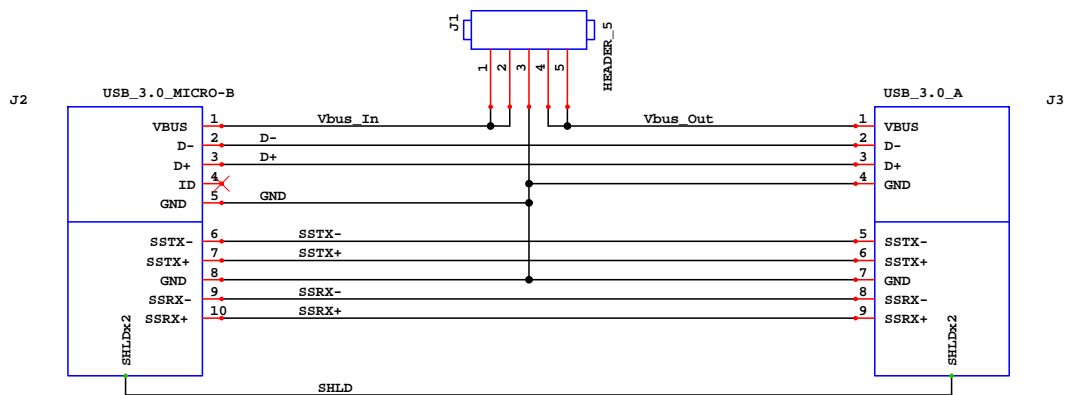 J1
HEADER_5
1
2
3
4
5
J2
USB_3.0_MICRO-B
USB_3.0_A
J3
VBUS 1 Vbus_In Vbus_Out 1 VBUS
D- 2 D- 2 D-
D+ 3 D+ 3 D+
ID 4 4 GND
GND 5 GND
SSTX- 6 SSTX- 5 SSTX-
SSTX+ 7 SSTX+ 6 SSTX+
GND 8 7 GND
SSRX- 9 SSRX- 8 SSRX-
SSRX+ 10 SSRX+ 9 SSRX+
SHLDx2
SHLDx2
SHLD